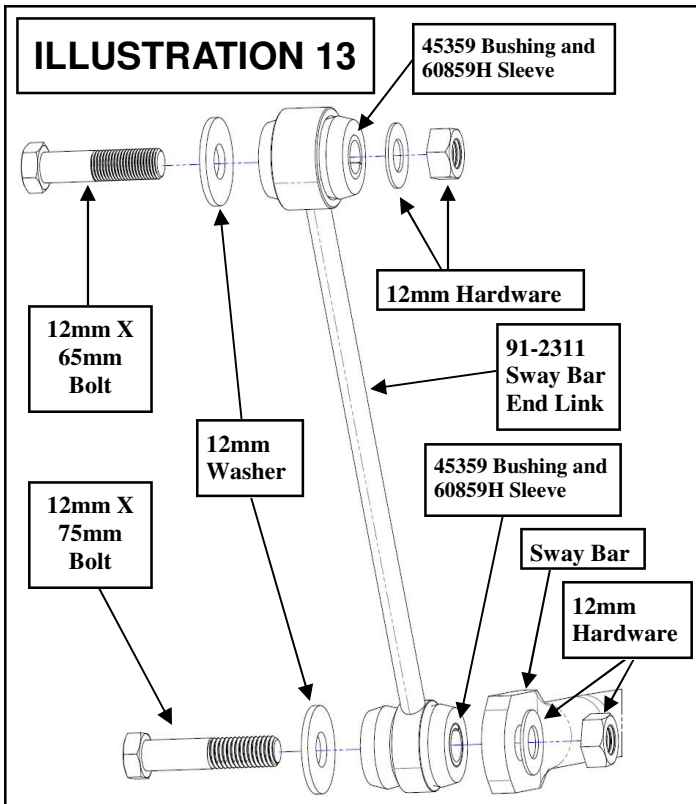 ILLUSTRATION 13
45359 Bushing and
60859H Sleeve
12mm Hardware
12mm X
65mm
Bolt
91-2311
Sway Bar
End Link
12mm
Washer
45359 Bushing and
60859H Sleeve
12mm X
75mm
Bolt
Sway Bar
12mm
Hardware